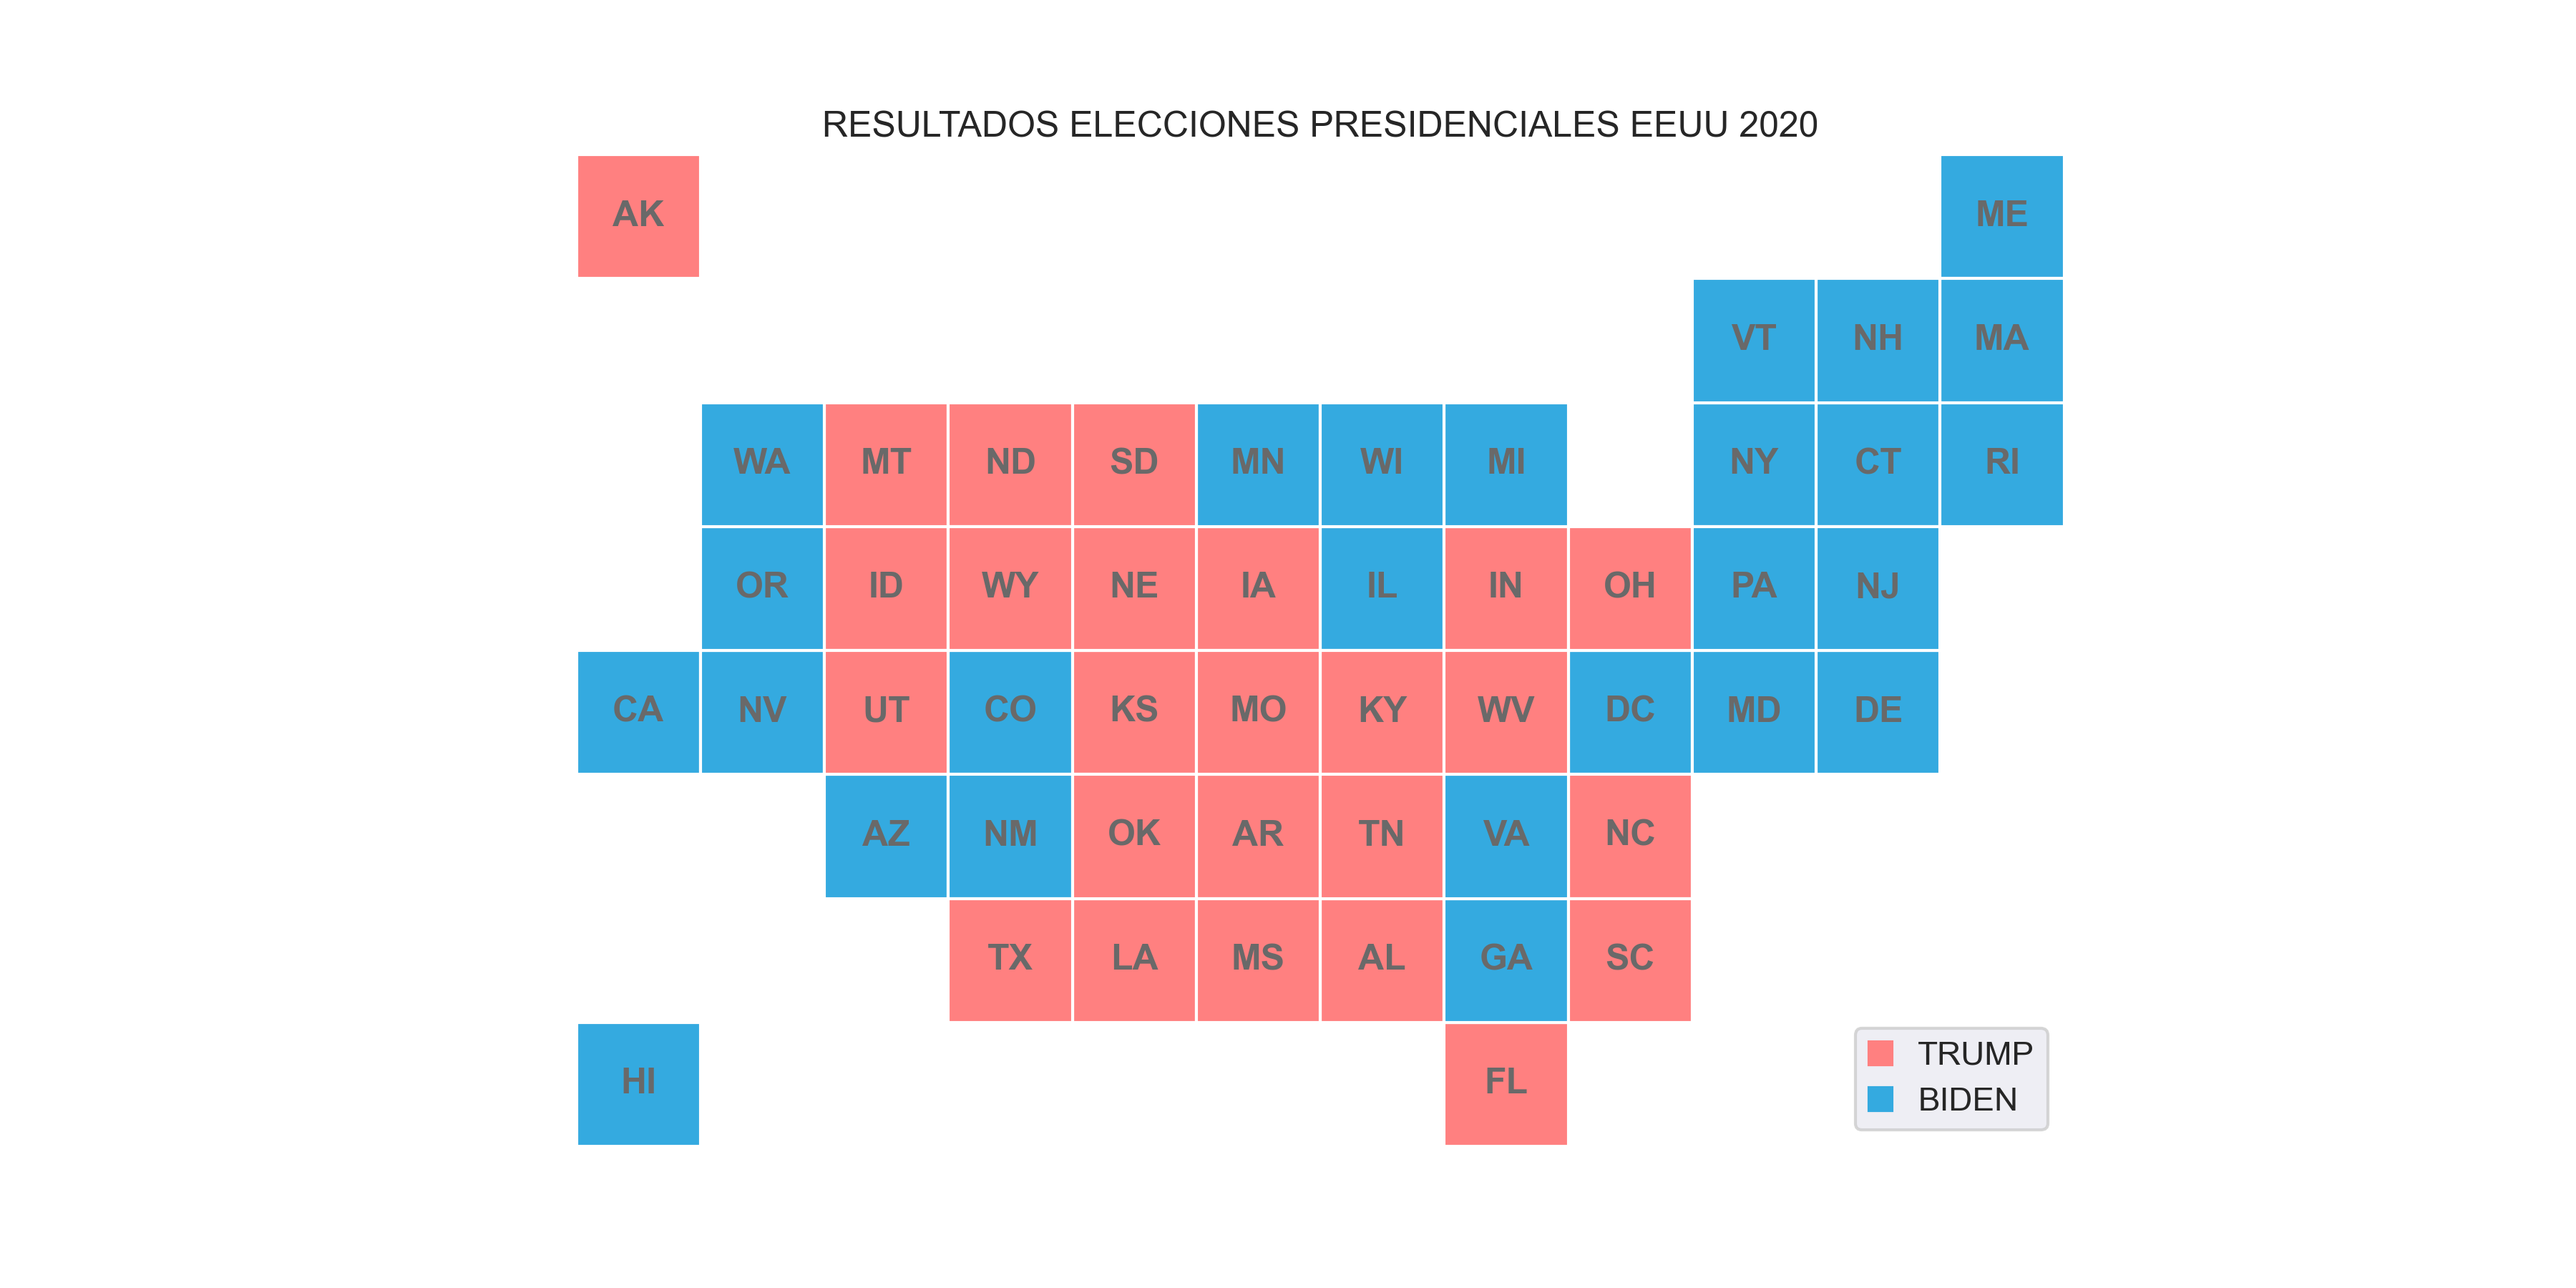 RESULTADOS ELECCIONES PRESIDENCIALES EEUU 2020
AK ME
VT NH MA
WA MT ND SD MN WI MI NY CT RI
OR ID WY NE IA IL IN OH PA NJ
CA NV UT CO KS MO KY WV DC MD DE
AZ NM OK AR TN VA NC
TX LA MS AL GA SC
HI FL
TRUMP
BIDEN